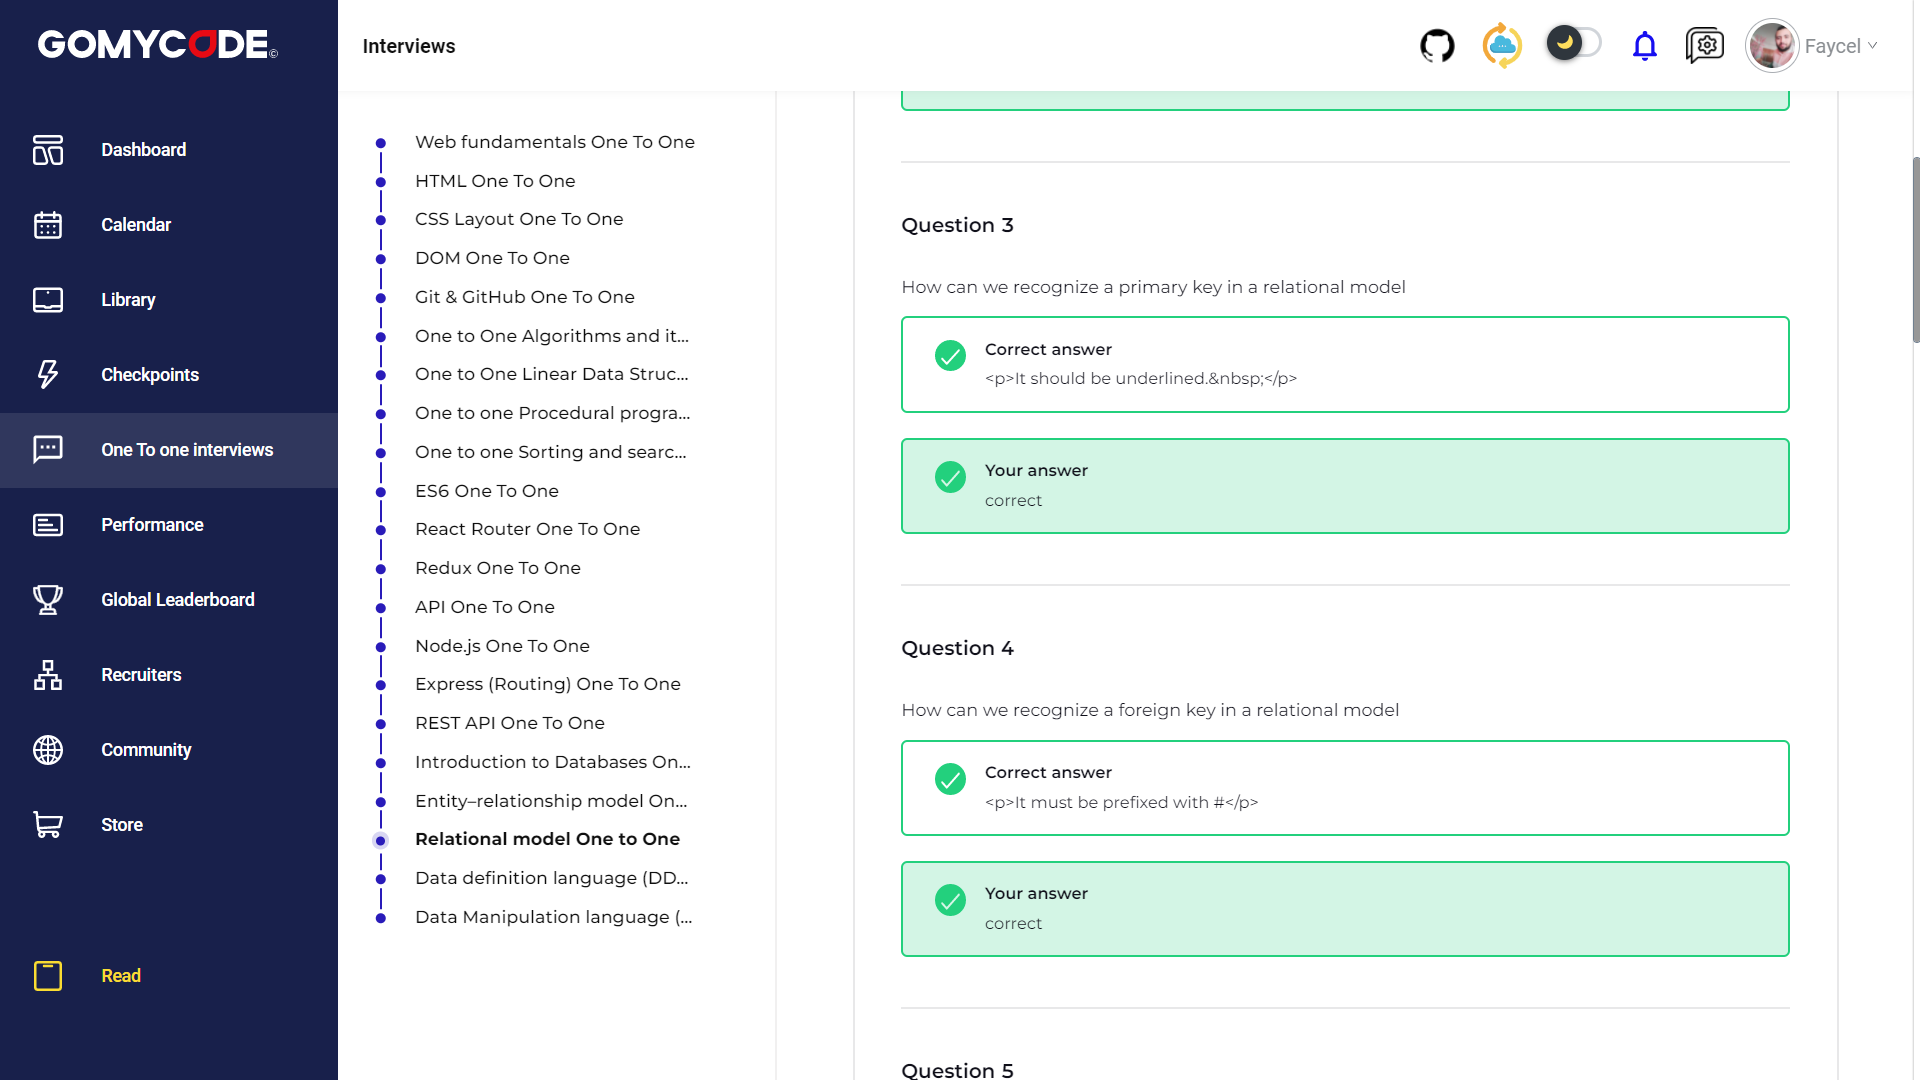 GOMYCODE©
Interviews
Faycel
Dashboard
Calendar
Library
Checkpoints
One To one interviews
Performance
Global Leaderboard
Recruiters
Community
Store
Read
Web fundamentals One To One
HTML One To One
CSS Layout One To One
DOM One To One
Git & GitHub One To One
One to One Algorithms and it...
One to One Linear Data Struc...
One to one Procedural progra...
One to one Sorting and searc...
ES6 One To One
React Router One To One
Redux One To One
API One To One
Node.js One To One
Express (Routing) One To One
REST API One To One
Introduction to Databases On...
Entity–relationship model On...
Relational model One to One
Data definition language (DD...
Data Manipulation language (...
Question 3
How can we recognize a primary key in a relational model
Correct answer
<p>It should be underlined.&nbsp;</p>
Your answer
correct
Question 4
How can we recognize a foreign key in a relational model
Correct answer
<p>It must be prefixed with #</p>
Your answer
correct
Question 5